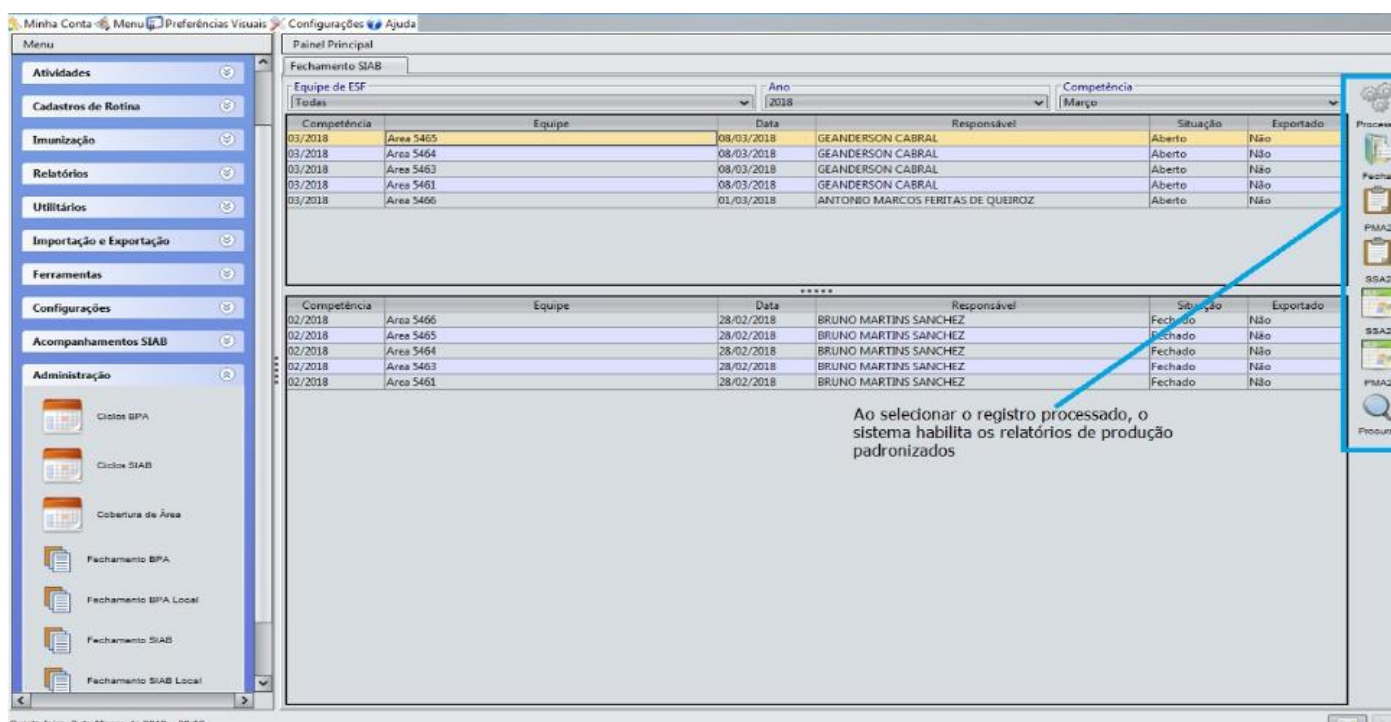 Minha Conta Menu Preferências Visuais Configurações Ajuda
Menu
Painel Principal
Atividades
Cadastros de Rotina
Imunização
Relatórios
Utilitários
Importação e Exportação
Ferramentas
Configurações
Acompanhamentos SIAB
Administração
Ciclos BPA
Ciclos SIAB
Cobertura de Área
Fechamento BPA
Fechamento BPA Local
Fechamento SIAB
Fechamento SIAB Local
Fechamento SIAB
Equipe de ESF Ano Competência
Todas 2018 Março
Competência Equipe Data Responsável Situação Exportado
03/2018 Area 5465 08/03/2018 GEANDERSON CABRAL Aberto Não
03/2018 Area 5464 08/03/2018 GEANDERSON CABRAL Aberto Não
03/2018 Area 5463 08/03/2018 GEANDERSON CABRAL Aberto Não
03/2018 Area 5461 08/03/2018 GEANDERSON CABRAL Aberto Não
03/2018 Area 5466 01/03/2018 ANTONIO MARCOS FERITAS DE QUEIROZ Aberto Não
Competência Equipe Data Responsável Situação Exportado
02/2018 Area 5466 28/02/2018 BRUNO MARTINS SANCHEZ Fechado Não
02/2018 Area 5465 28/02/2018 BRUNO MARTINS SANCHEZ Fechado Não
02/2018 Area 5464 28/02/2018 BRUNO MARTINS SANCHEZ Fechado Não
02/2018 Area 5463 28/02/2018 BRUNO MARTINS SANCHEZ Fechado Não
02/2018 Area 5461 28/02/2018 BRUNO MARTINS SANCHEZ Fechado Não
Ao selecionar o registro processado, o
sistema habilita os relatórios de produção
padronizados
PMA2
SSA2
SSA2
PMA2